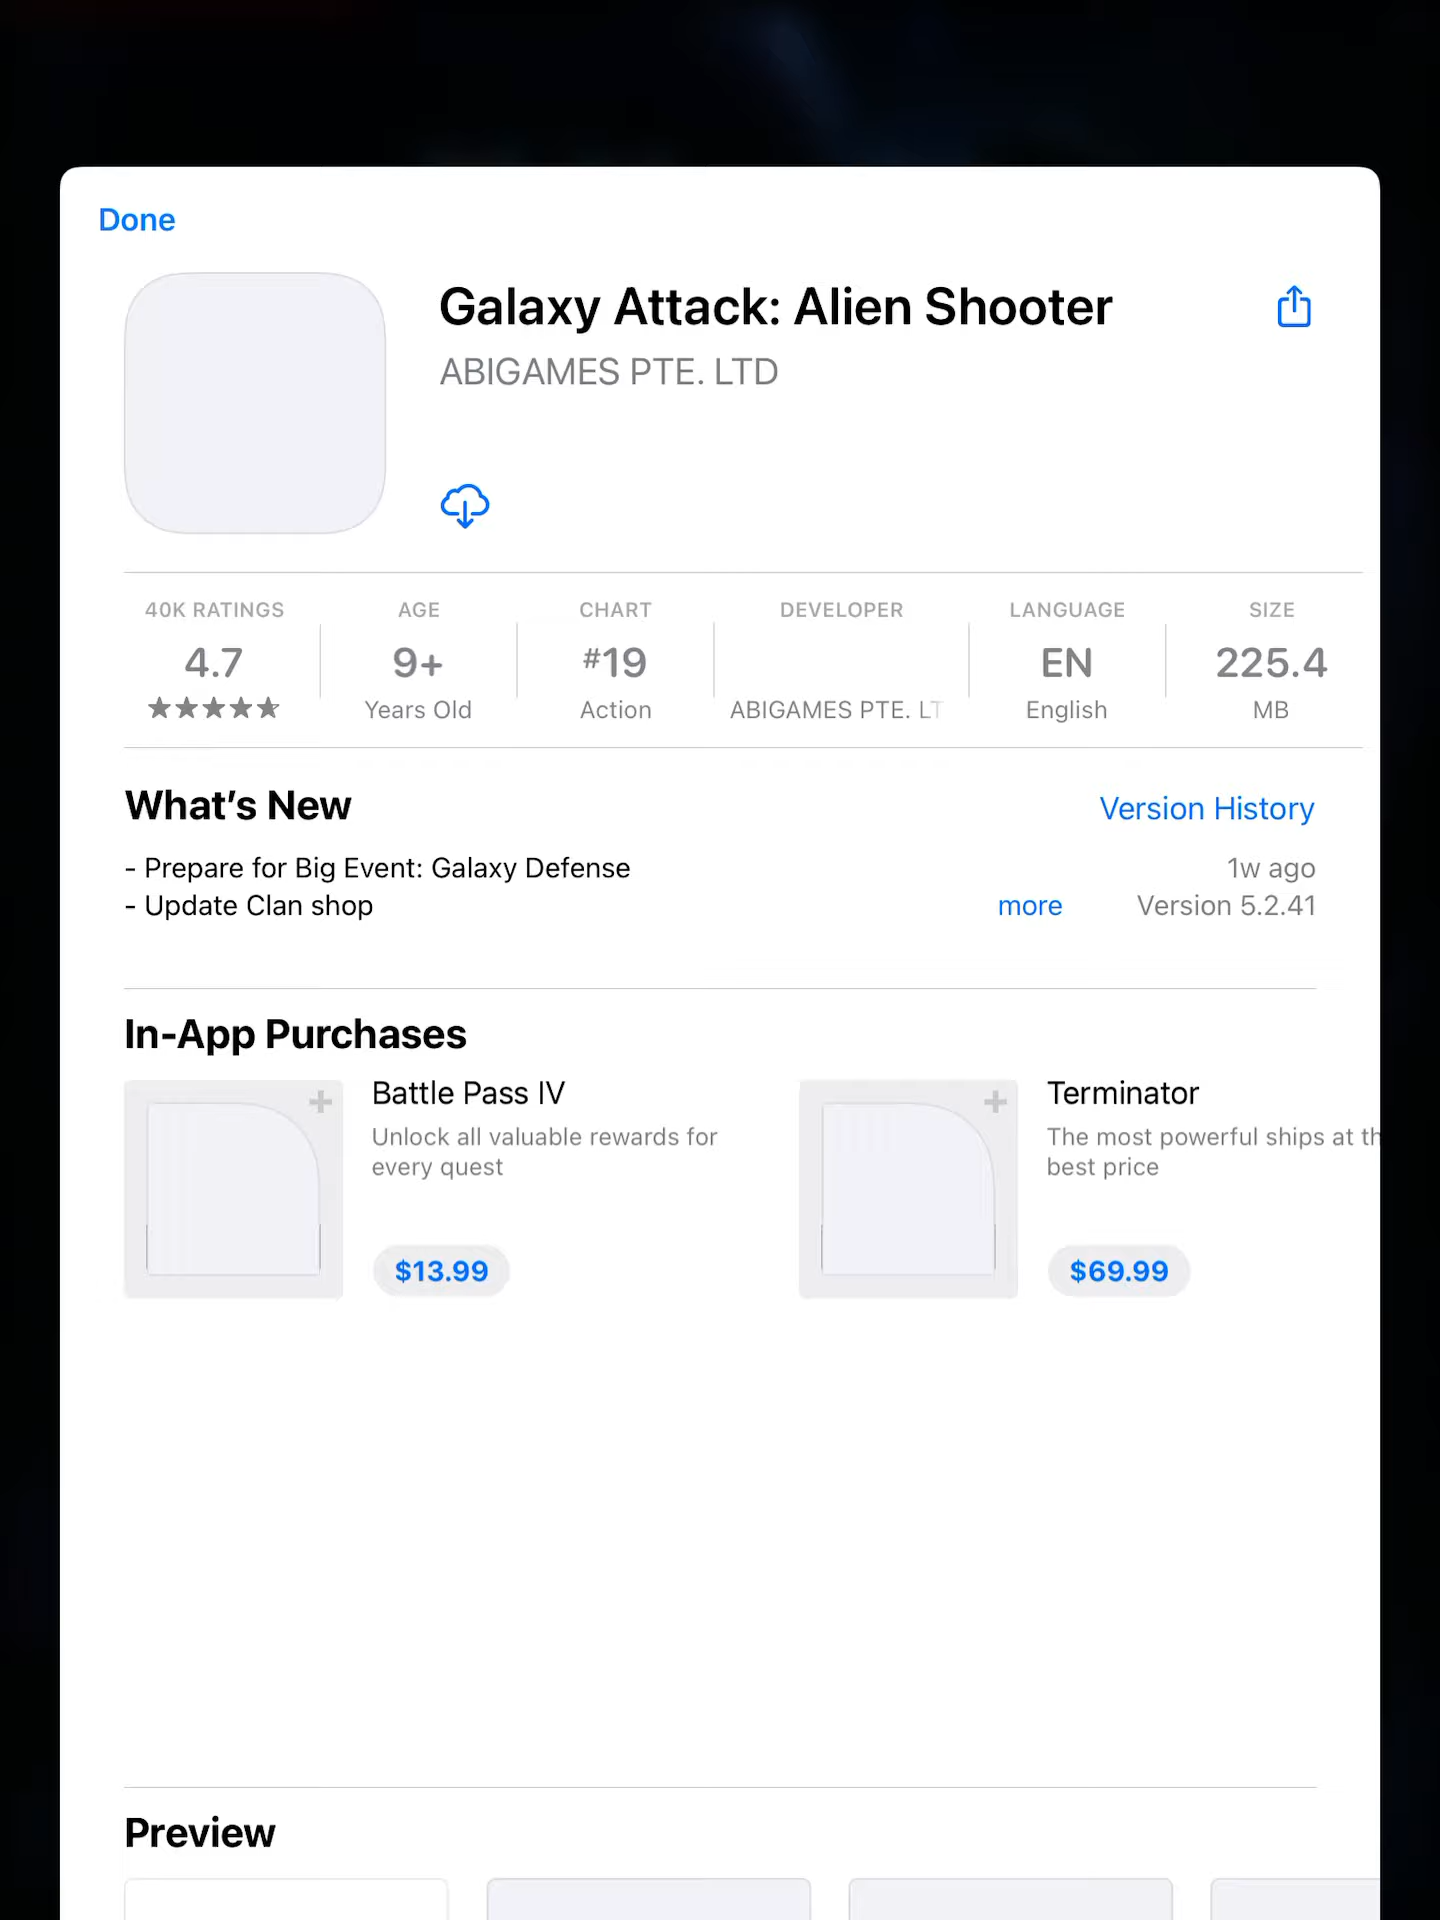 Done
Galaxy Attack: Alien Shooter
ABIGAMES PTE. LTD
40K RATINGS
4.7
AGE
9+
Years Old
CHART
#19
Action
DEVELOPER
ABIGAMES PTE. LT
LANGUAGE
EN
English
SIZE
225.4
MB
What's New
Version History
- Prepare for Big Event: Galaxy Defense
1w ago
- Update Clan shop
more
Version 5.2.41
In-App Purchases
Battle Pass IV
Unlock all valuable rewards for
every quest
$13.99
Terminator
The most powerful ships at th
best price
$69.99
Preview